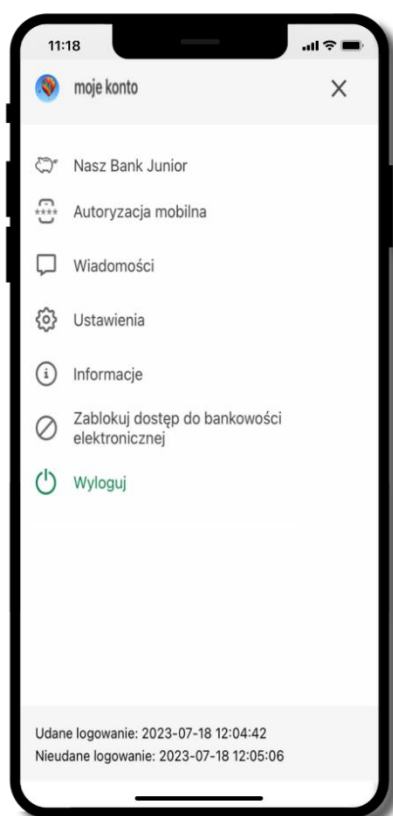 11:18
moje konto
Nasz Bank Junior
Autoryzacja mobilna
Wiadomości
Ustawienia
Informacje
Zablokuj dostęp do bankowości
elektronicznej
Wyloguj
Udane logowanie: 2023-07-18 12:04:42
Nieudane logowanie: 2023-07-18 12:05:06